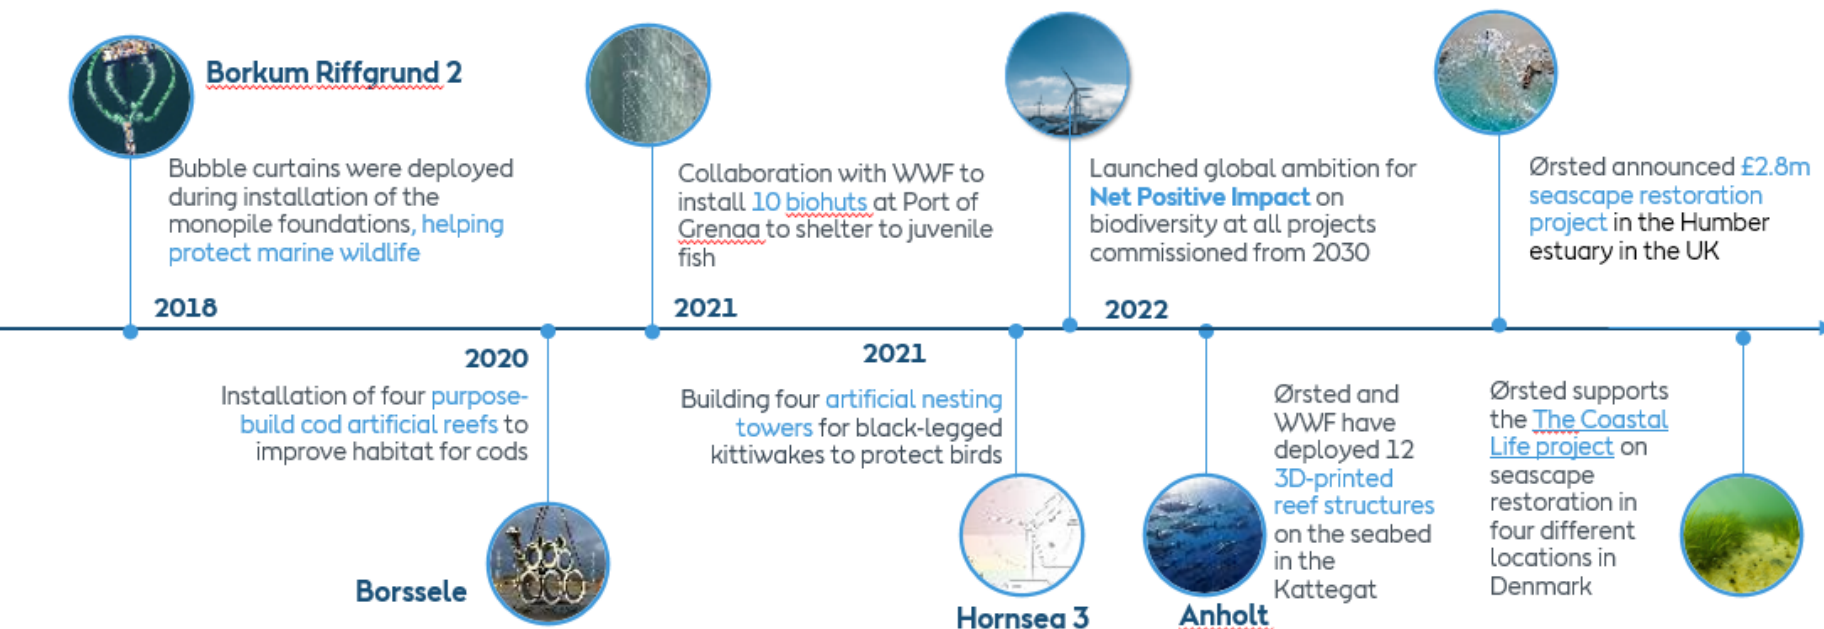 Borkum Riffgrund 2
Bubble curtains were deployed
during installation of the
monopile foundations, helping
protect marine wildlife
2018
Collaboration with WWF to
install 10 biohuts at Port of
Grenaa to shelter to juvenile
fish
2021
Launched global ambition for
Net Positive Impact on
biodiversity at all projects
commissioned from 2030
2022
Ørsted announced £2.8m
seascape restoration
project in the Humber
estuary in the UK
2020
Installation of four purpose-
build cod artificial reefs to
improve habitat for cods
Borssele
2021
Building four artificial nesting
towers for black-legged
kittiwakes to protect birds
Hornsea 3
Ørsted and
WWF have
deployed 12
3D-printed
reef structures
on the seabed
in the
Kattegat
Anholt
Ørsted supports
the The Coastal
Life project on
seascape
restoration in
four different
locations in
Denmark